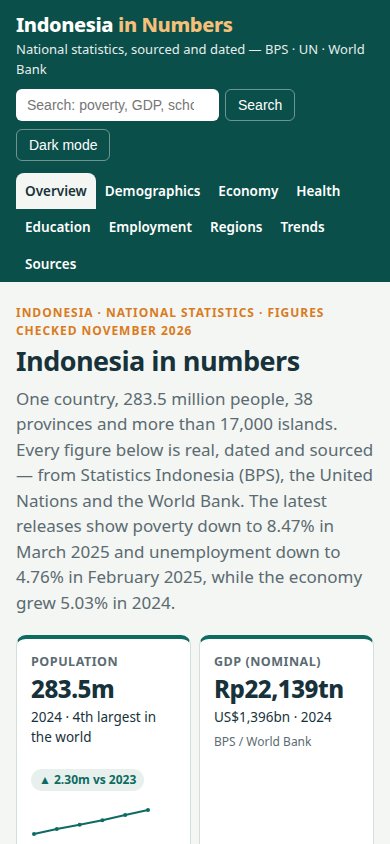 Indonesia in Numbers
National statistics, sourced and dated — BPS · UN · World
Bank
Search: poverty, GDP, scho
Search
Dark mode
Overview Demographics Economy Health
Education Employment Regions Trends
Sources
INDONESIA · NATIONAL STATISTICS · FIGURES
CHECKED NOVEMBER 2026
Indonesia in numbers
One country, 283.5 million people, 38
provinces and more than 17,000 islands.
Every figure below is real, dated and sourced
— from Statistics Indonesia (BPS), the United
Nations and the World Bank. The latest
releases show poverty down to 8.47% in
March 2025 and unemployment down to
4.76% in February 2025, while the economy
grew 5.03% in 2024.
POPULATION
283.5m
2024 · 4th largest in
the world
▲ 2.30m vs 2023
GDP (NOMINAL)
Rp22,139tn
US$1,396bn · 2024
BPS / World Bank